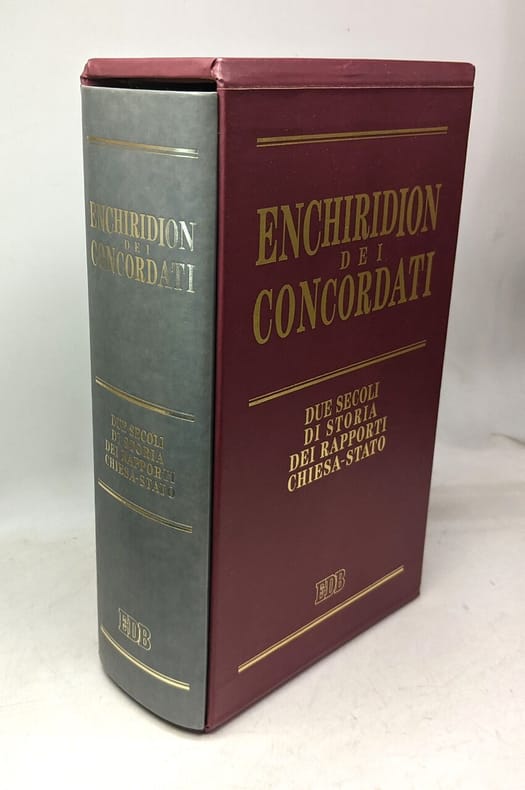 ENCHIRIDION
DEI
CONCORDATI
DUE SECOLI
DI STORIA
DEI RAPPORTI
CHIESA-STATO
EDB
ENCHIRIDION
DEI
CONCORDATI
DUE SECOLI
DI STORIA
DEI RAPPORTI
CHIESA-STATO
EDB